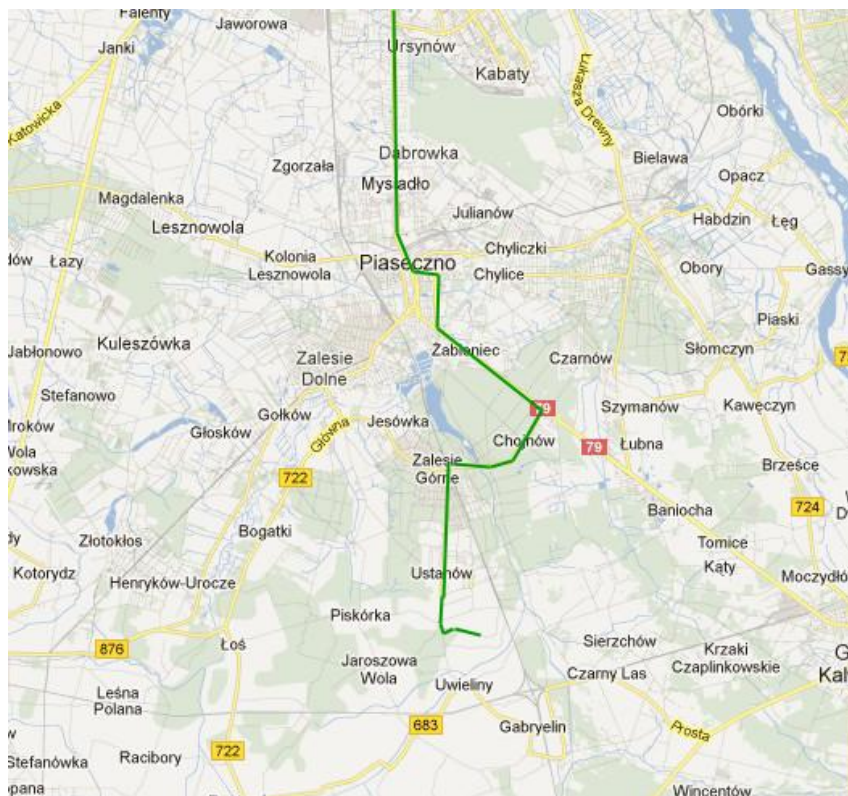 Falenty
Jaworowa
Janki
Ursynów
Kabaty
Łukasza Drewny
Katowicka
Obórki
Dąbrowka
Bielawa
Zgorzała
Mysiadło
Opacz
Magdalenka
Julianów
Habdzin
Łęg
Lesznowola
Kolonia
Lesznowola
Chyliczki
Piaseczno
Łazy
Chylice
Obory
Gassy
Piaski
Kuleszówka
Jabłonowo
Żabieniec
Słomczyn
Zalesie
Dolne
Czarnów
Stefanowo
Szymanów
Kawęczyn
79
Gołków
Jesówka
Głosków
Główna
Chojnów
Łubna
79
Zalesie
Górne
Brześce
722
724
Baniocha
Złotokłos
Bogatki
Tomice
Kotorydz
Henryków-Urocze
Ustanów
Kąty
Moczydłó
Piskórka
876
Łoś
Sierzchów
Krzaki
Czaplinkowskie
Jaroszowa
Wola
Czarny Las
Leśna
Polana
Uwieliny
683
Gabryelin
Prosta
722
Racibory
Stefanówka
Wincentów